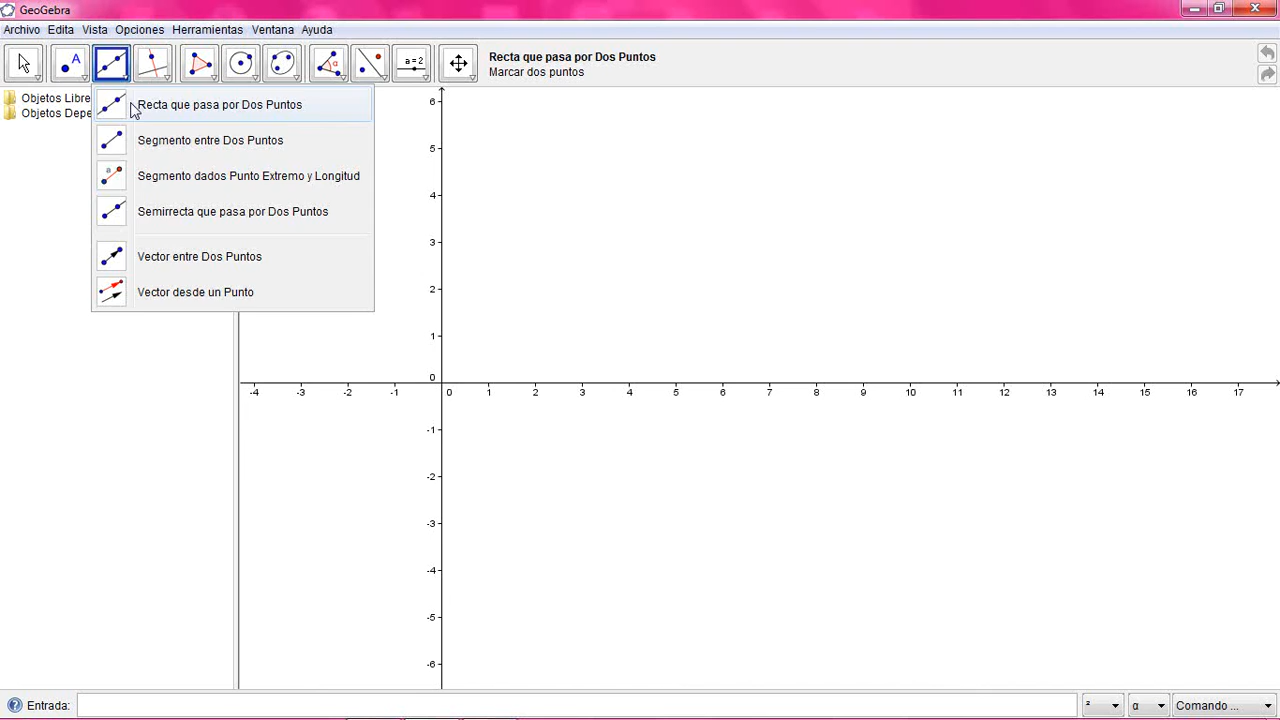 GeoGebra
Archivo Edita Vista Opciones Herramientas Ventana Ayuda
A
α
a = 2
Recta que pasa por Dos Puntos
Marcar dos puntos
Objetos Libre
Objetos Depe
Recta que pasa por Dos Puntos
Segmento entre Dos Puntos
a
Segmento dados Punto Extremo y Longitud
Semirrecta que pasa por Dos Puntos
Vector entre Dos Puntos
Vector desde un Punto
6
5
4
3
2
1
0
-4 -3 -2 -1 0 1 2 3 4 5 6 7 8 9 10 11 12 13 14 15 16 17
-1
-2
-3
-4
-5
-6
? Entrada: ² α Comando ...